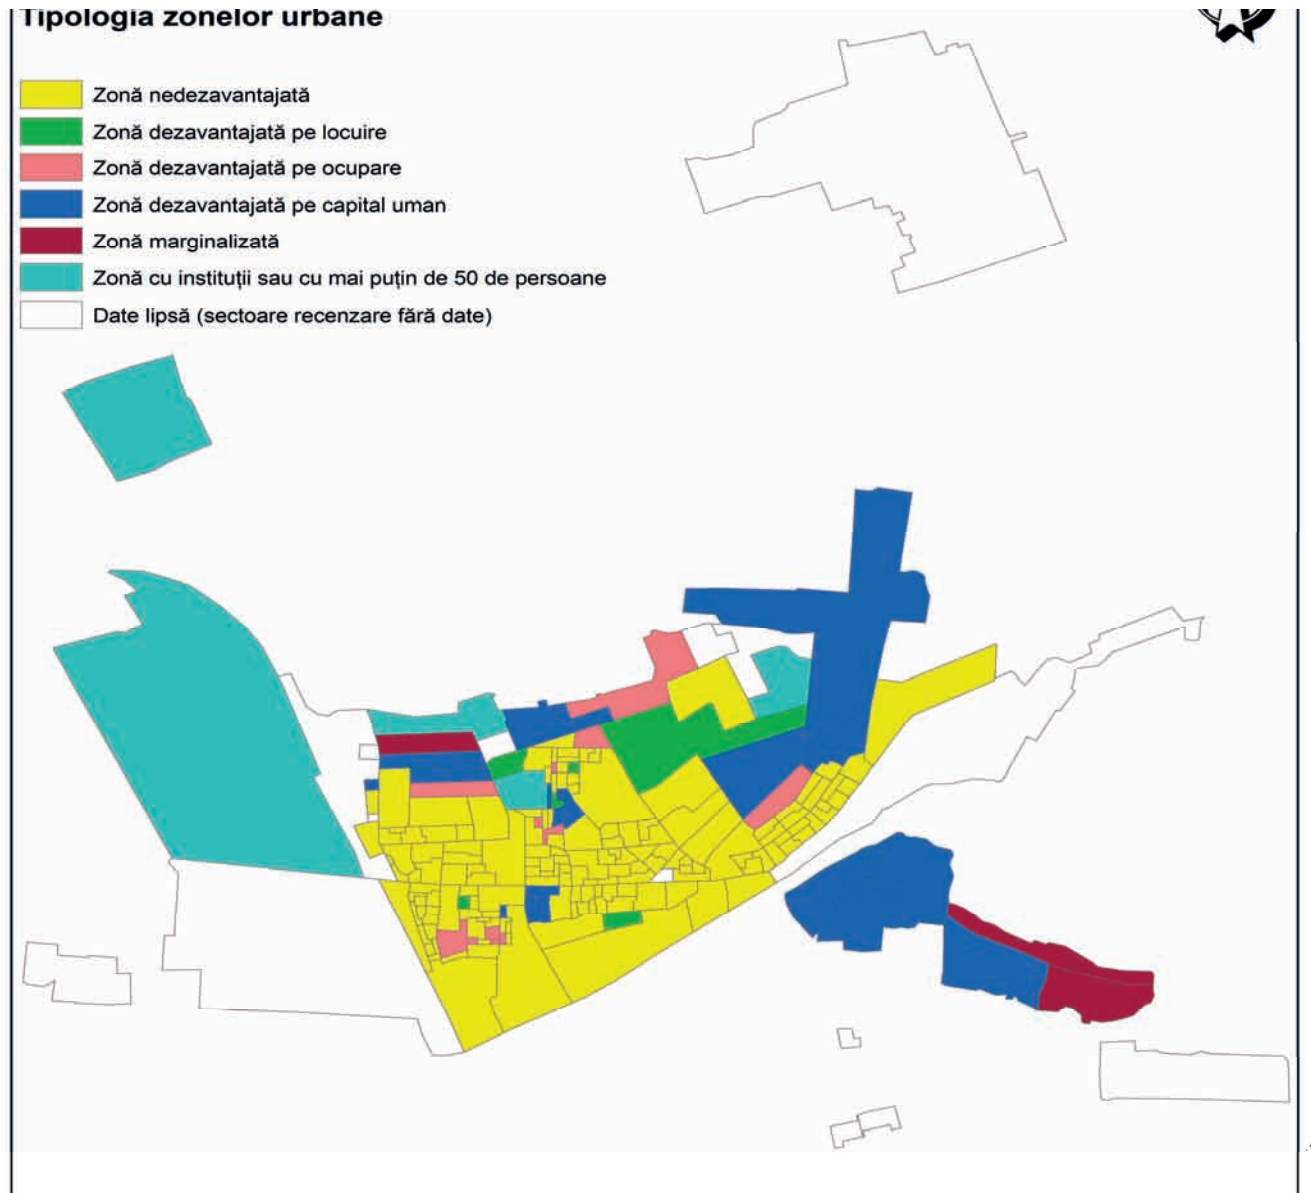 Tipologia zonelor urbane
Zonă nedezavantajată
Zonă dezavantajată pe locuire
Zonă dezavantajată pe ocupare
Zonă dezavantajată pe capital uman
Zonă marginalizată
Zonă cu instituții sau cu mai puțin de 50 de persoane
Date lipsă (sectoare recenzare fără date)